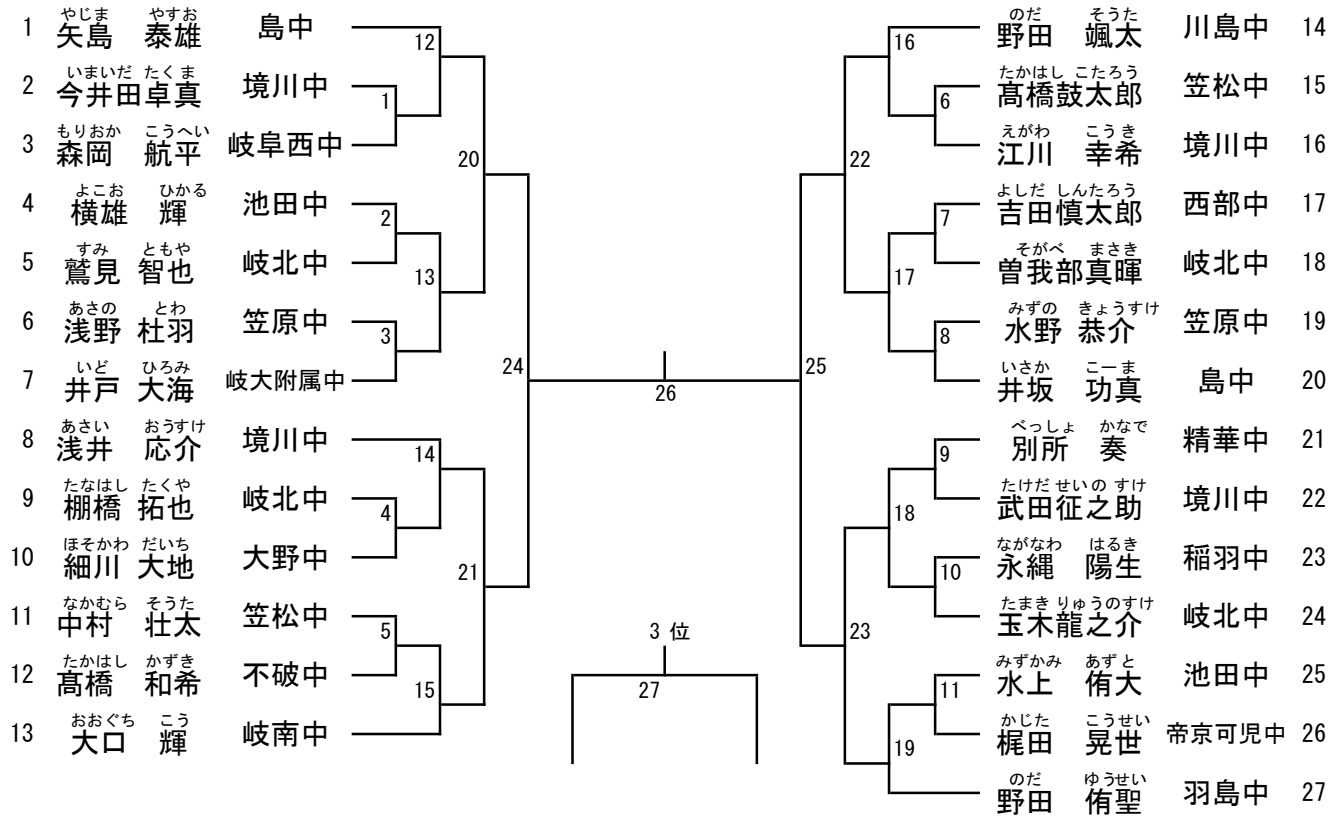 やじま やすお
1 矢島 泰雄 島中
いまいだ たくま
2 今井田卓真 境川中
もりおか こうへい
3 森岡 航平 岐阜西中
よこお ひかる
4 横雄 輝 池田中
すみ ともや
5 鷲見 智也 岐北中
あさの とわ
6 浅野 杜羽 笠原中
いど ひろみ
7 井戸 大海 岐大附属中
あさい おうすけ
8 浅井 応介 境川中
たなはし たくや
9 棚橋 拓也 岐北中
ほそかわ だいち
10 細川 大地 大野中
なかむら そうた
11 中村 壮太 笠松中
たかはし かずき
12 髙橋 和希 不破中
おおぐち こう
13 大口 輝 岐南中
12
1
20
2
13
3
24
14
4
21
5
15
26
3 位
27
16
6
22
7
17
8
25
9
18
10
23
11
19
のだ そうた
野田 颯太 川島中 14
たかはし こたろう
髙橋鼓太郎 笠松中 15
えがわ こうき
江川 幸希 境川中 16
よしだ しんたろう
吉田慎太郎 西部中 17
そがべ まさき
曽我部真暉 岐北中 18
みずの きょうすけ
水野 恭介 笠原中 19
いさか こーま
井坂 功真 島中 20
べっしょ かなで
別所 奏 精華中 21
たけだ せいの すけ
武田征之助 境川中 22
ながなわ はるき
永縄 陽生 稲羽中 23
たまき りゅうのすけ
玉木龍之介 岐北中 24
みずかみ あずと
水上 侑大 池田中 25
かじた こうせい
梶田 晃世 帝京可児中 26
のだ ゆうせい
野田 侑聖 羽島中 27